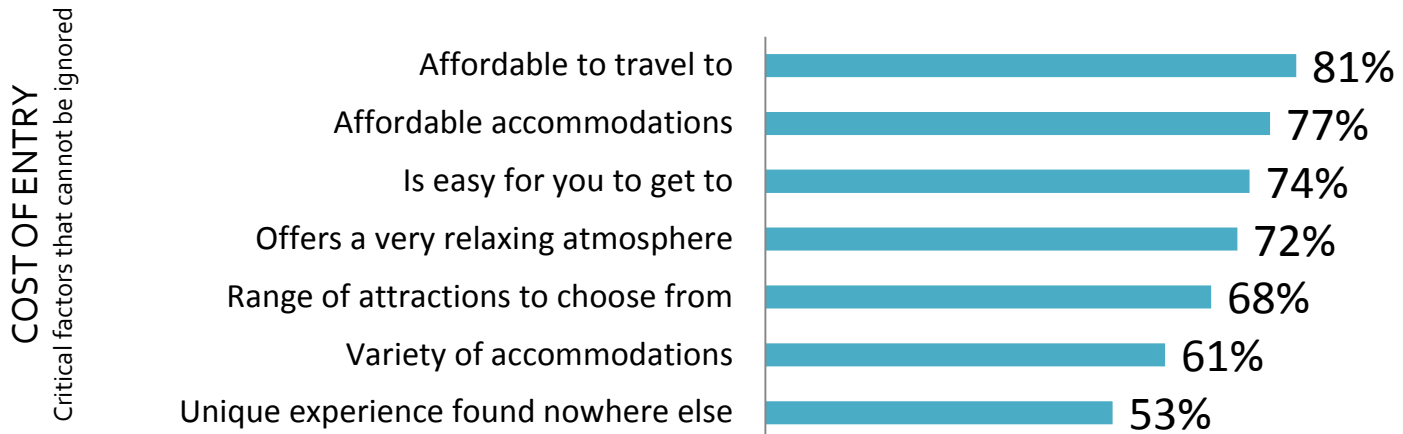 COST OF ENTRY
Critical factors that cannot be ignored
Affordable to travel to 81%
Affordable accommodations 77%
Is easy for you to get to 74%
Offers a very relaxing atmosphere 72%
Range of attractions to choose from 68%
Variety of accommodations 61%
Unique experience found nowhere else 53%